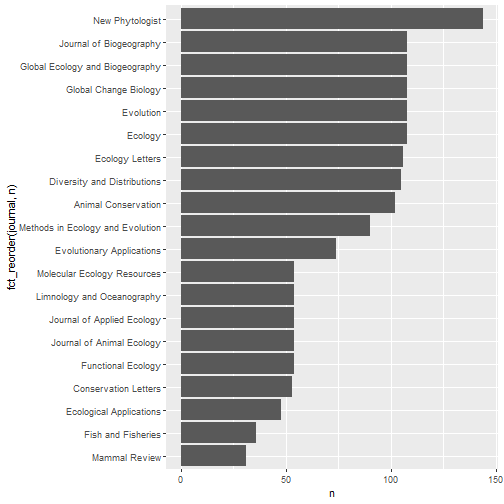 New Phytologist
Journal of Biogeography
Global Ecology and Biogeography
Global Change Biology
Evolution
Ecology
Ecology Letters
Diversity and Distributions
Animal Conservation
Methods in Ecology and Evolution
Evolutionary Applications
Molecular Ecology Resources
Limnology and Oceanography
Journal of Applied Ecology
Journal of Animal Ecology
Functional Ecology
Conservation Letters
Ecological Applications
Fish and Fisheries
Mammal Review
fct_reorder(journal, n)
0 50 100 150
n